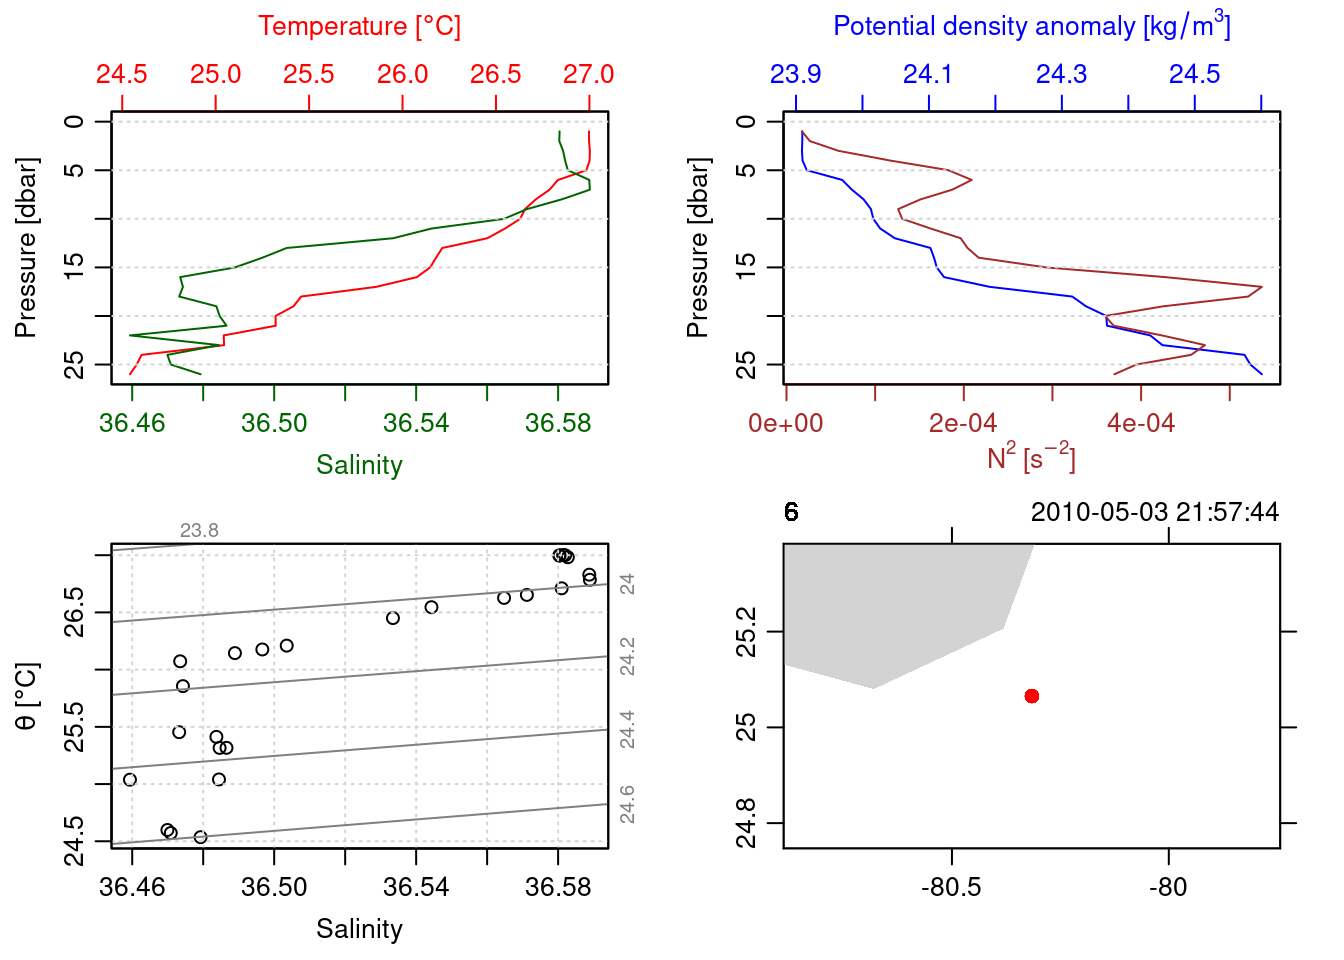 Temperature [°C]
24.5 25.0 25.5 26.0 26.5 27.0
Pressure [dbar]
0
5
15
25
36.46 36.50 36.54 36.58
Salinity
Potential density anomaly [kg/m³]
23.9 24.1 24.3 24.5
Pressure [dbar]
0
5
15
25
0e+00 2e-04 4e-04
N² [s⁻²]
23.8
θ [°C]
26.5
25.5
24.5
24
24.2
24.4
24.6
36.46 36.50 36.54 36.58
Salinity
6 2010-05-03 21:57:44
25.2
25
24.8
-80.5 -80